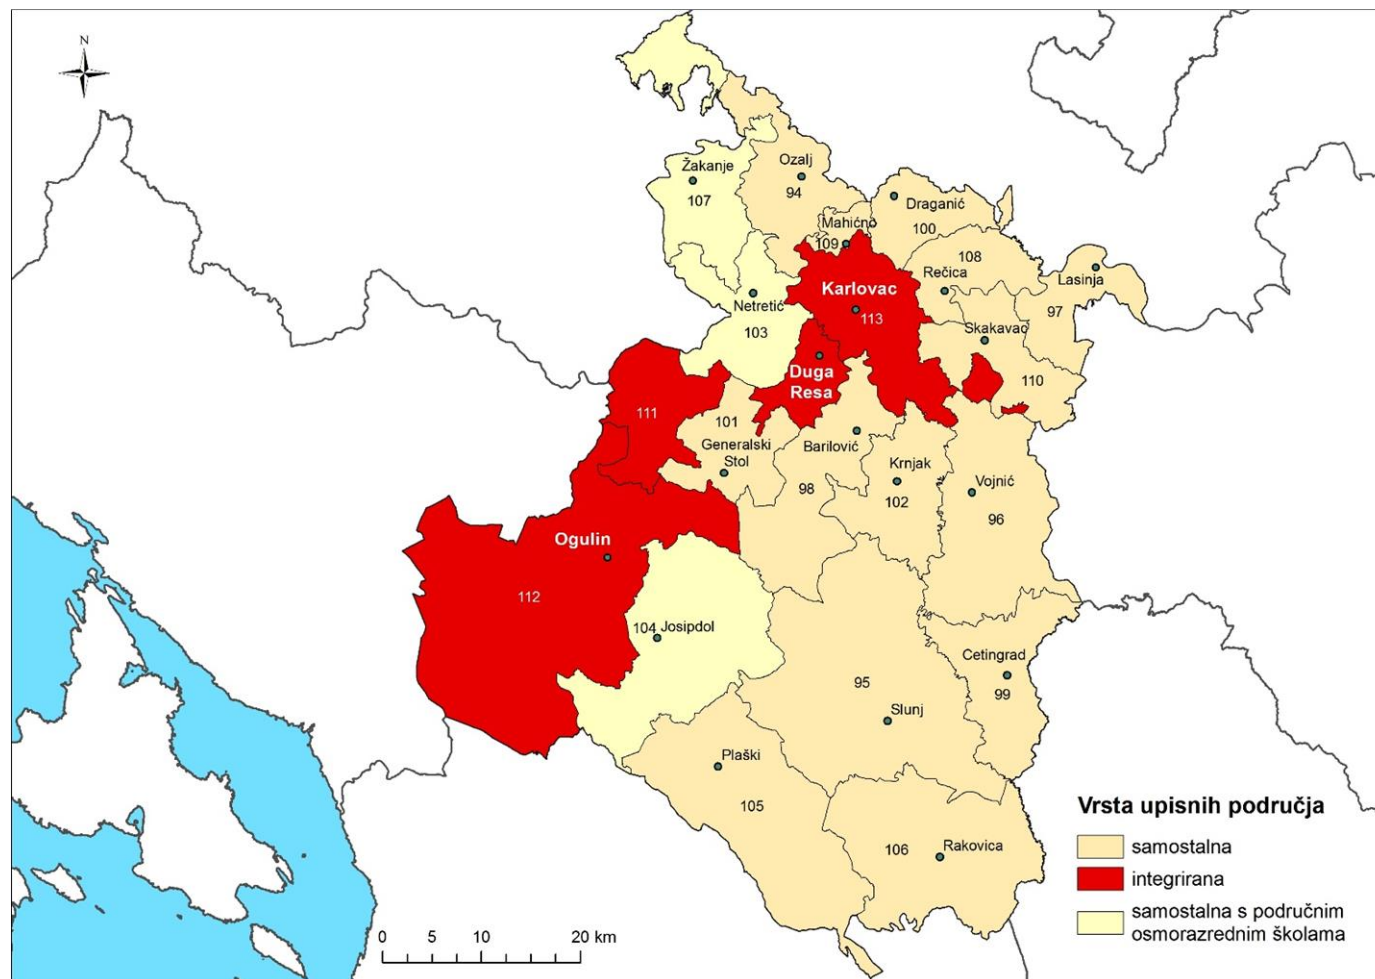 N
Žakanje
107
Ozalj
94
Mahićno
109
Draganić
100
108
Rečica
Lasinja
97
Netretić
103
Karlovac
113
Skakavac
110
Duga
Resa
111
101
Generalski
Stol
Barilović
98
Krnjak
102
Vojnić
96
Ogulin
112
104 Josipdol
Cetingrad
99
95
Slunj
Plaški
105
106 Rakovica
Vrsta upisnih područja
samostalna
integrirana
samostalna s područnim
osmorazrednim školama
0 5 10 20 km